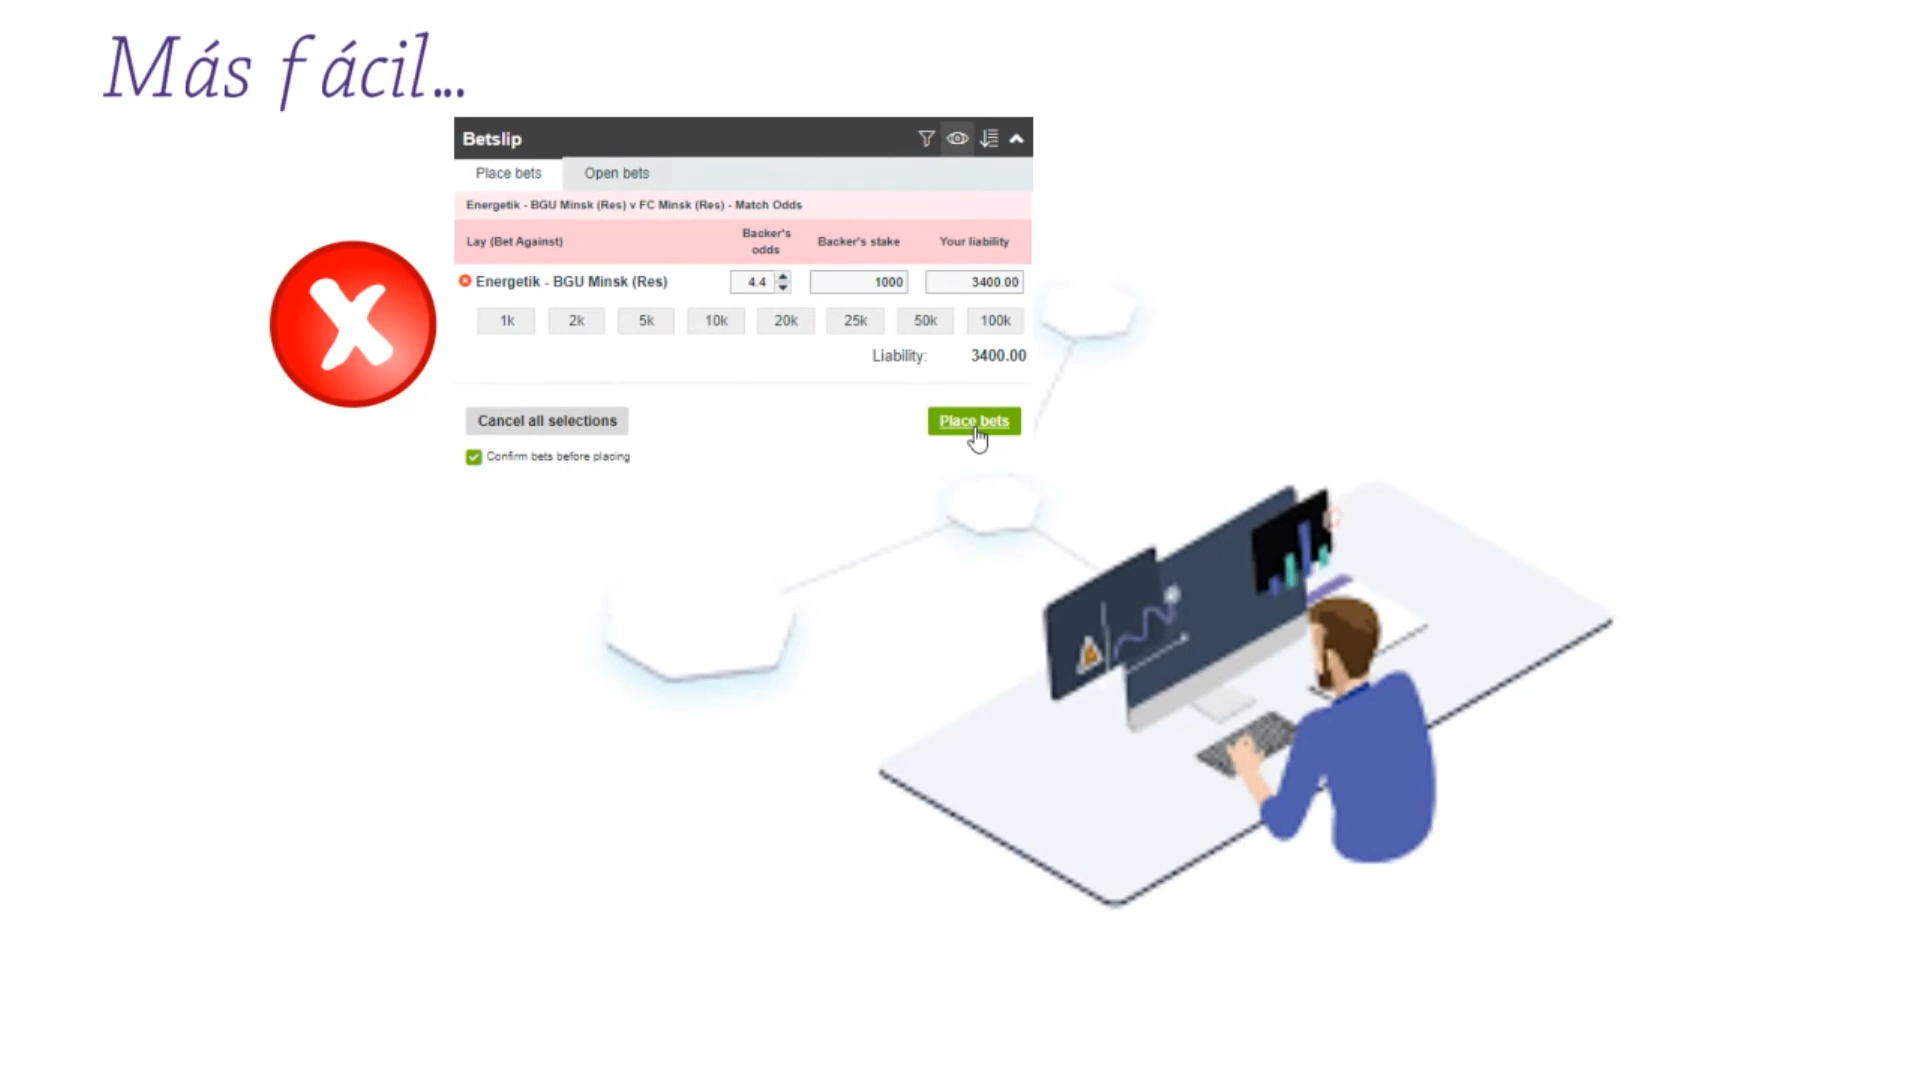 Más fácil...
Betslip
Place bets Open bets
Energetik - BGU Minsk (Res) v FC Minsk (Res) - Match Odds
Lay (Bet Against) Backer's odds Backer's stake Your liability
Energetik - BGU Minsk (Res) 4.4 1000 3400.00
1k 2k 5k 10k 20k 25k 50k 100k
Liability: 3400.00
Cancel all selections Place bets
Confirm bets before placing